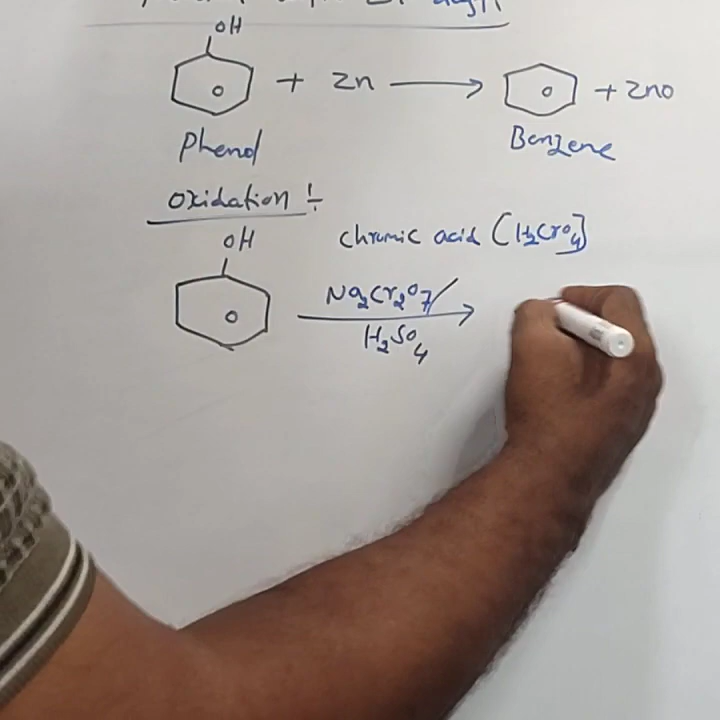 OH
+ Zn → + ZnO
Phenol Benzene
Oxidation :-
OH chromic acid (H₂CrO₄]
Na₂Cr₂O₇/
H₂SO₄